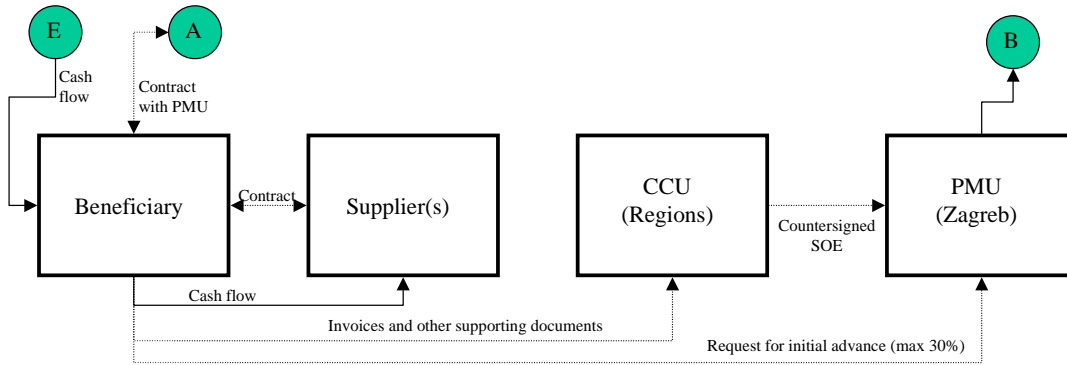 E
A
B
Cash
flow
Contract
with PMU
Beneficiary
Contract
Supplier(s)
CCU
(Regions)
Countersigned
SOE
PMU
(Zagreb)
Cash flow
Invoices and other supporting documents
Request for initial advance (max 30%)